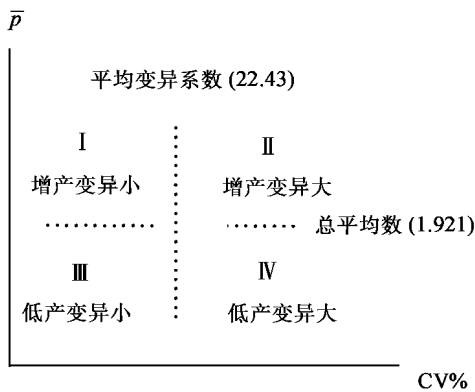 p̅
平均变异系数 (22.43)
Ⅰ Ⅱ
增产变异小 增产变异大
总平均数 (1.921)
Ⅲ Ⅳ
低产变异小 低产变异大
CV%